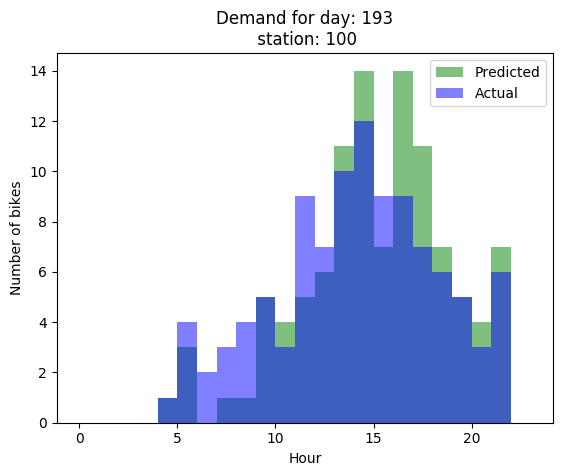 Demand for day: 193
station: 100
Predicted
Actual
Number of bikes
14
12
10
8
6
4
2
0
0 5 10 15 20
Hour